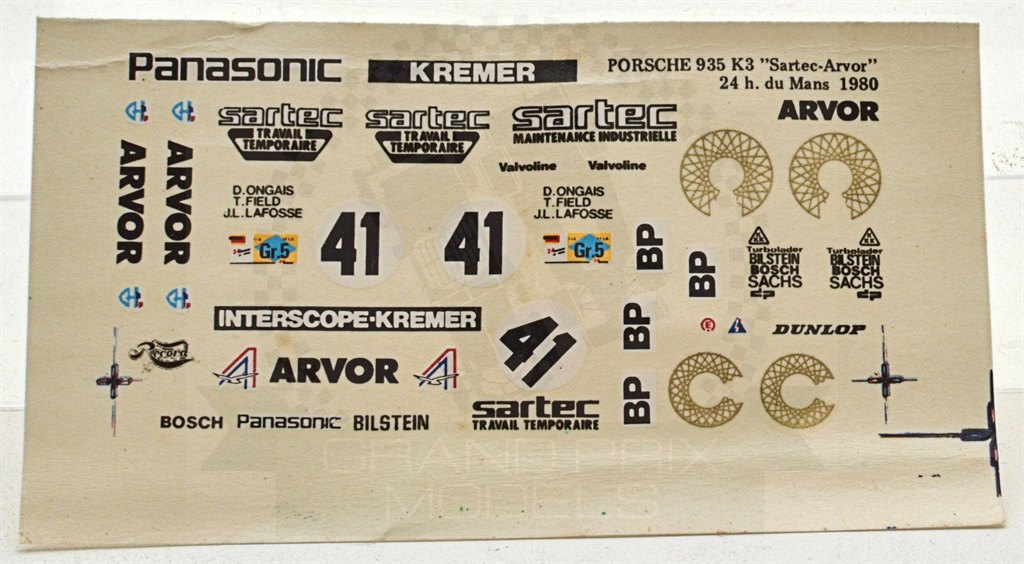 Panasonic
KREMER
PORSCHE 935 K3 "Sartec-Arvor"
24 h. du Mans 1980
ARVOR
sartec
TRAVAIL
TEMPORAIRE
sartec
TRAVAIL
TEMPORAIRE
sartec
MAINTENANCE INDUSTRIELLE
Valvoline
Valvoline
ARVOR
ARVOR
D.ONGAIS
T.FIELD
J.L.LAFOSSE
D.ONGAIS
T.FIELD
J.L.LAFOSSE
Gr.5
41
41
Gr.5
BP
BP
Turbolader
BILSTEIN
BOSCH
SACHS
Turbolader
BILSTEIN
BOSCH
SACHS
INTERSCOPE-KREMER
41
BP
E
DUNLOP
Record
A
ARVOR
A
BP
sartec
TRAVAIL TEMPORAIRE
BOSCH
Panasonic
BILSTEIN
GRAND PRIX
MODELS